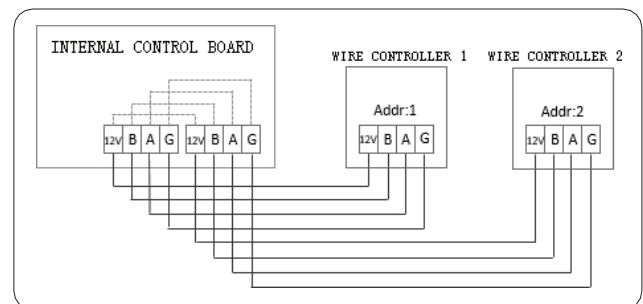 INTERNAL CONTROL BOARD
WIRE CONTROLLER 1
WIRE CONTROLLER 2
Addr:1
Addr:2
12V B A G 12V B A G
12V B A G
12V B A G